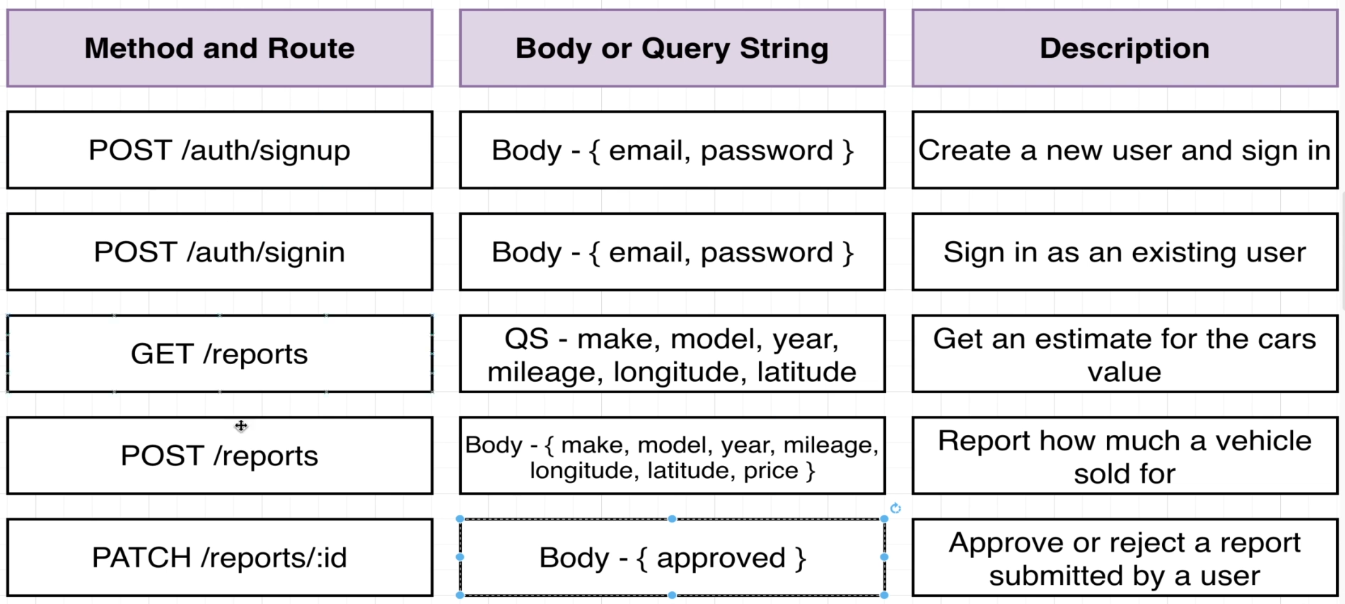 Method and Route
Body or Query String
Description
POST /auth/signup
Body - { email, password }
Create a new user and sign in
POST /auth/signin
Body - { email, password }
Sign in as an existing user
GET /reports
QS - make, model, year,
mileage, longitude, latitude
Get an estimate for the cars
value
POST /reports
Body - { make, model, year, mileage,
longitude, latitude, price }
Report how much a vehicle
sold for
PATCH /reports/:id
Body - { approved }
Approve or reject a report
submitted by a user